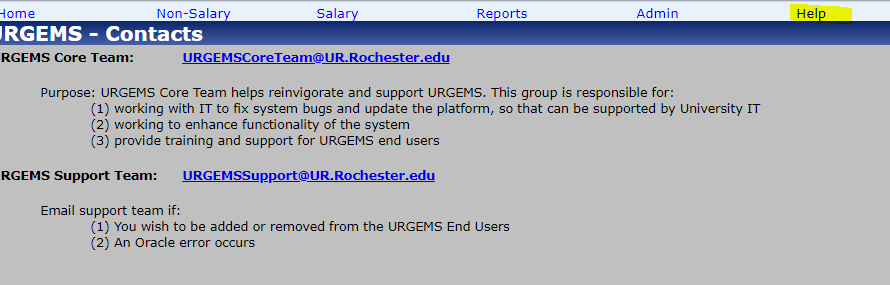 Home Non-Salary Salary Reports Admin Help
URGEMS - Contacts
RGEMS Core Team: URGEMSCoreTeam@UR.Rochester.edu
Purpose: URGEMS Core Team helps reinvigorate and support URGEMS. This group is responsible for:
(1) working with IT to fix system bugs and update the platform, so that can be supported by University IT
(2) working to enhance functionality of the system
(3) provide training and support for URGEMS end users
RGEMS Support Team: URGEMSSupport@UR.Rochester.edu
Email support team if:
(1) You wish to be added or removed from the URGEMS End Users
(2) An Oracle error occurs